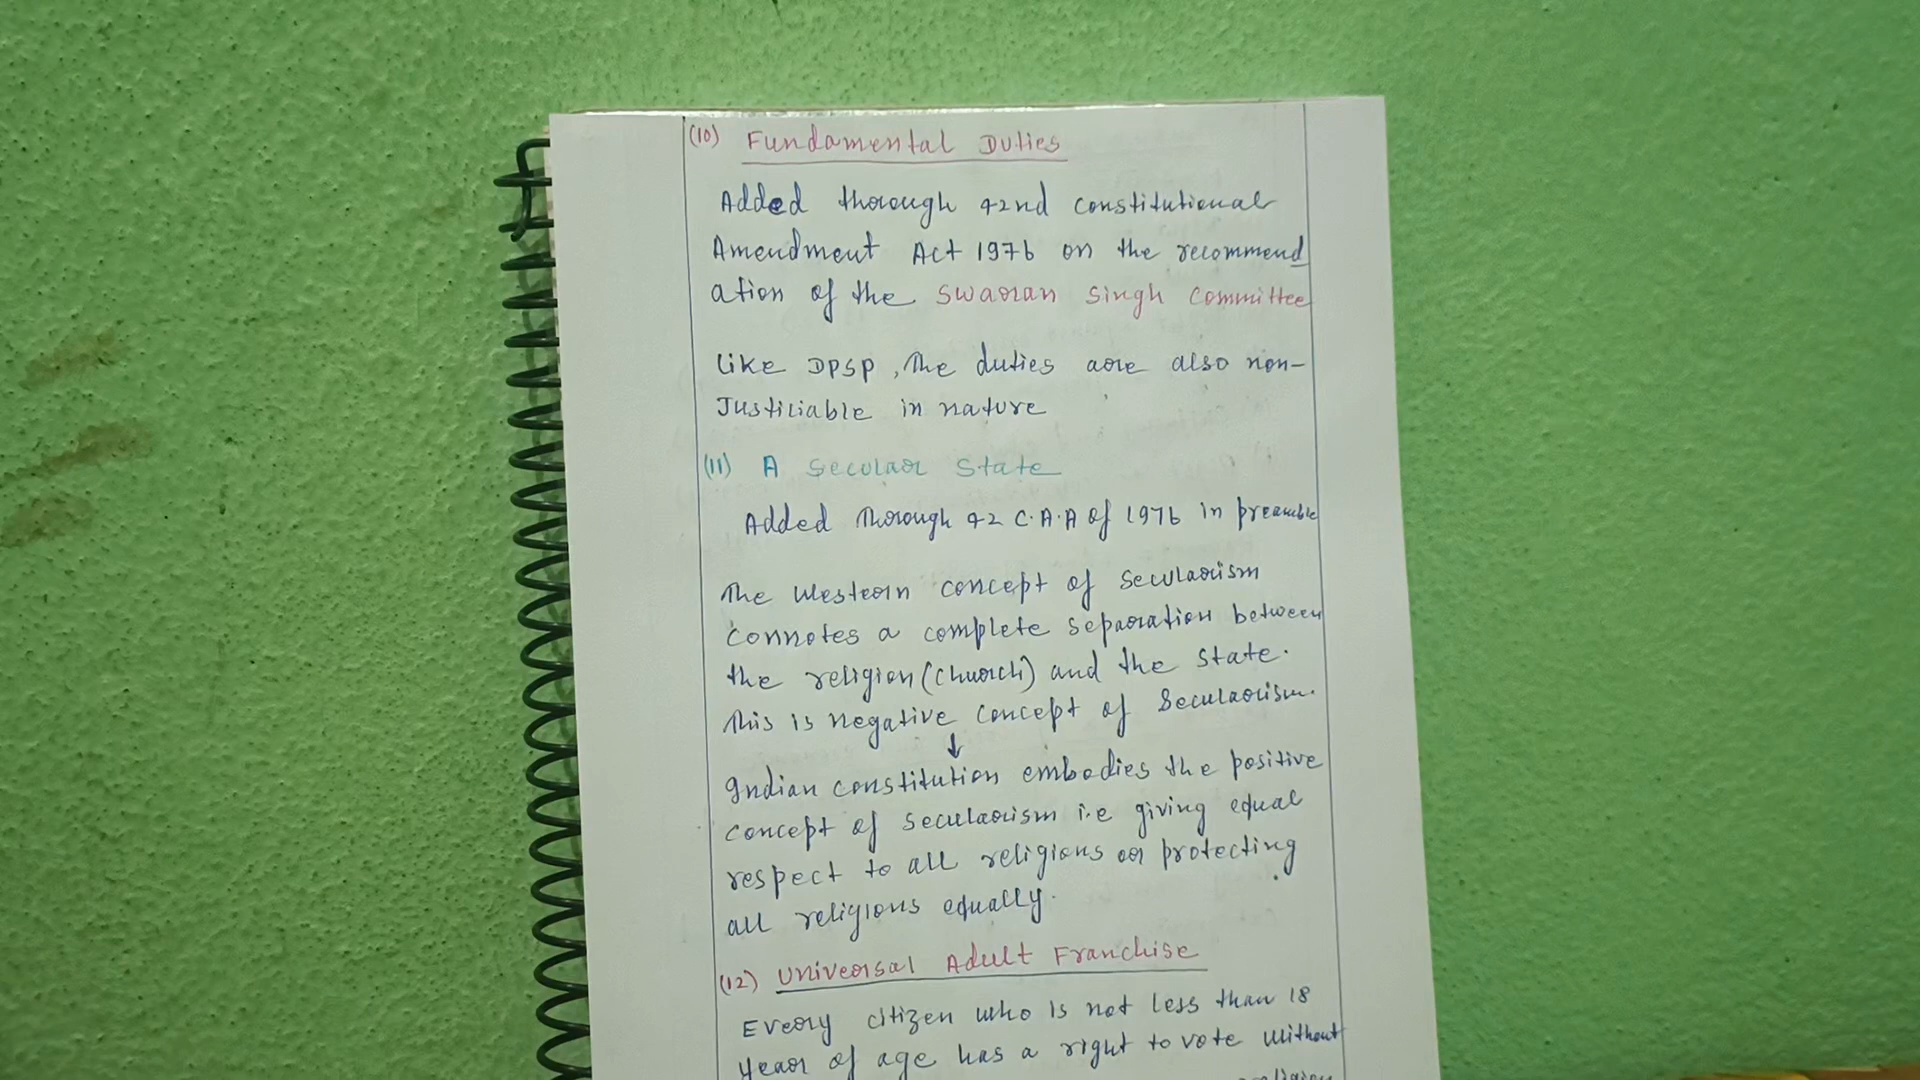 (10) Fundamental Duties
Added through 42nd constitutional
Amendment Act 1976 on the recommend
ation of the Swaran Singh Committee
Like DPSP, The duties are also non-
Justiciable in nature
(11) A Secular State
Added Through 42 C.A.A of 1976 in preamble
The Western concept of Secularism
connotes a complete separation between
the religion (church) and the State.
This is negative concept of Secularism.
↓
Indian constitution embodies the positive
concept of secularism i.e giving equal
respect to all religions or protecting
all religious equally.
(12) Universal Adult Franchise
Every citizen who is not less than 18
Year of age has a right to vote without